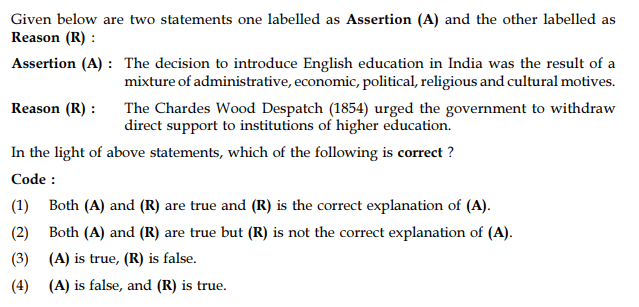 Given below are two statements one labelled as Assertion (A) and the other labelled as
Reason (R) :
Assertion (A) : The decision to introduce English education in India was the result of a
mixture of administrative, economic, political, religious and cultural motives.
Reason (R) : The Chardes Wood Despatch (1854) urged the government to withdraw
direct support to institutions of higher education.
In the light of above statements, which of the following is correct ?
Code :
(1) Both (A) and (R) are true and (R) is the correct explanation of (A).
(2) Both (A) and (R) are true but (R) is not the correct explanation of (A).
(3) (A) is true, (R) is false.
(4) (A) is false, and (R) is true.